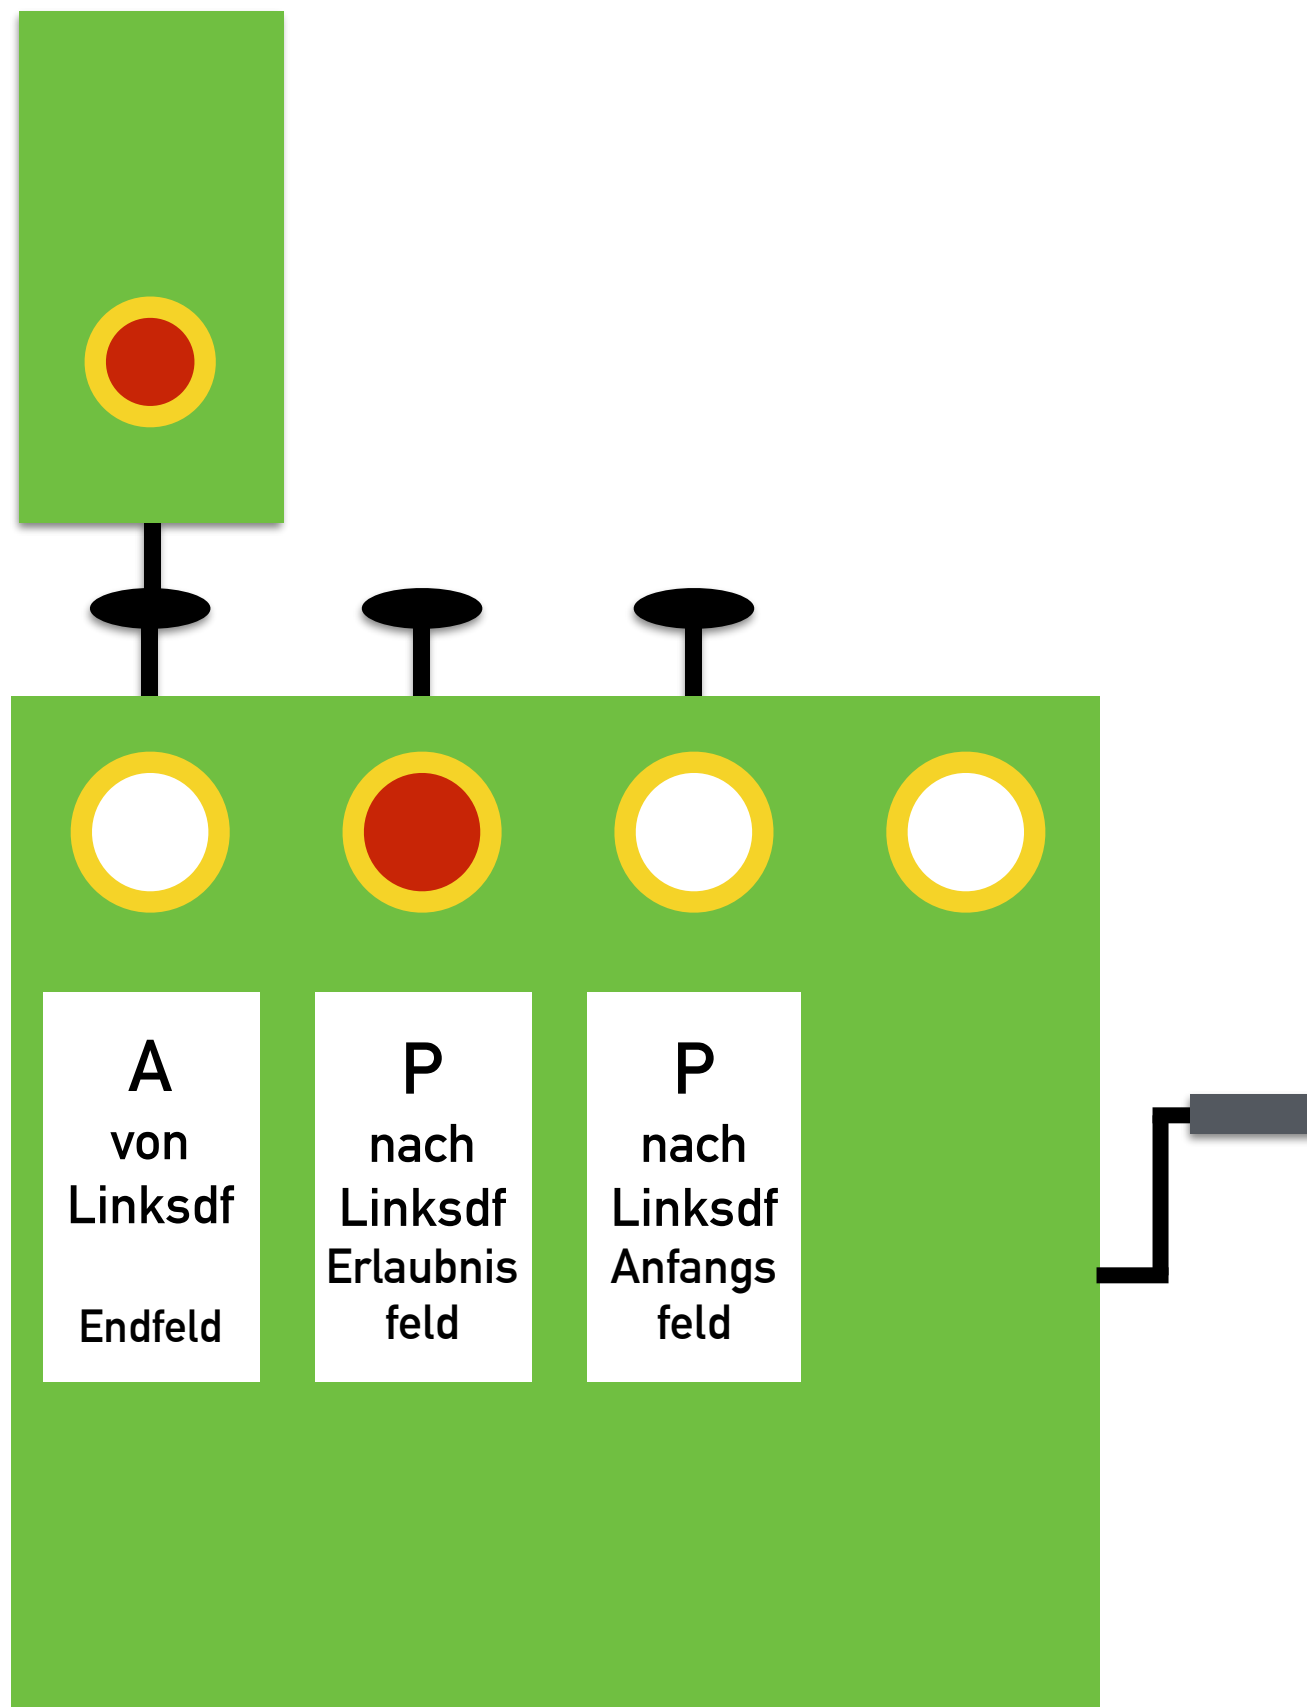 A
von
Linksdf
Endfeld
P
nach
Linksdf
Erlaubnis
feld
P
nach
Linksdf
Anfangs
feld